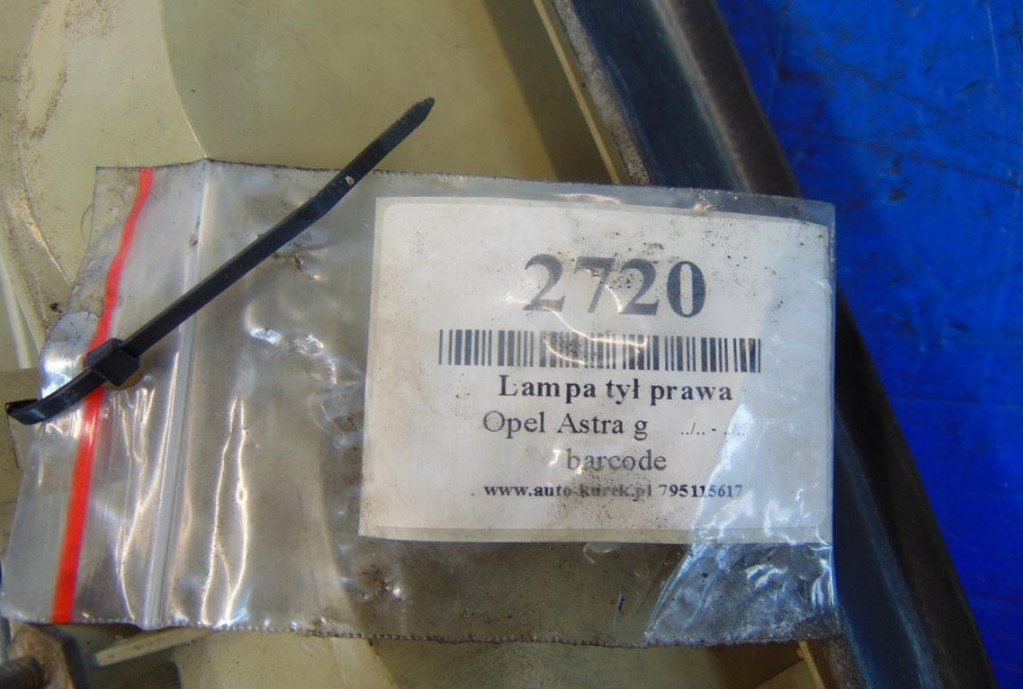 2720
Lampa tył prawa
Opel Astra g ../.. - ../..
barcode
www.auto-kurek.pl 795115617